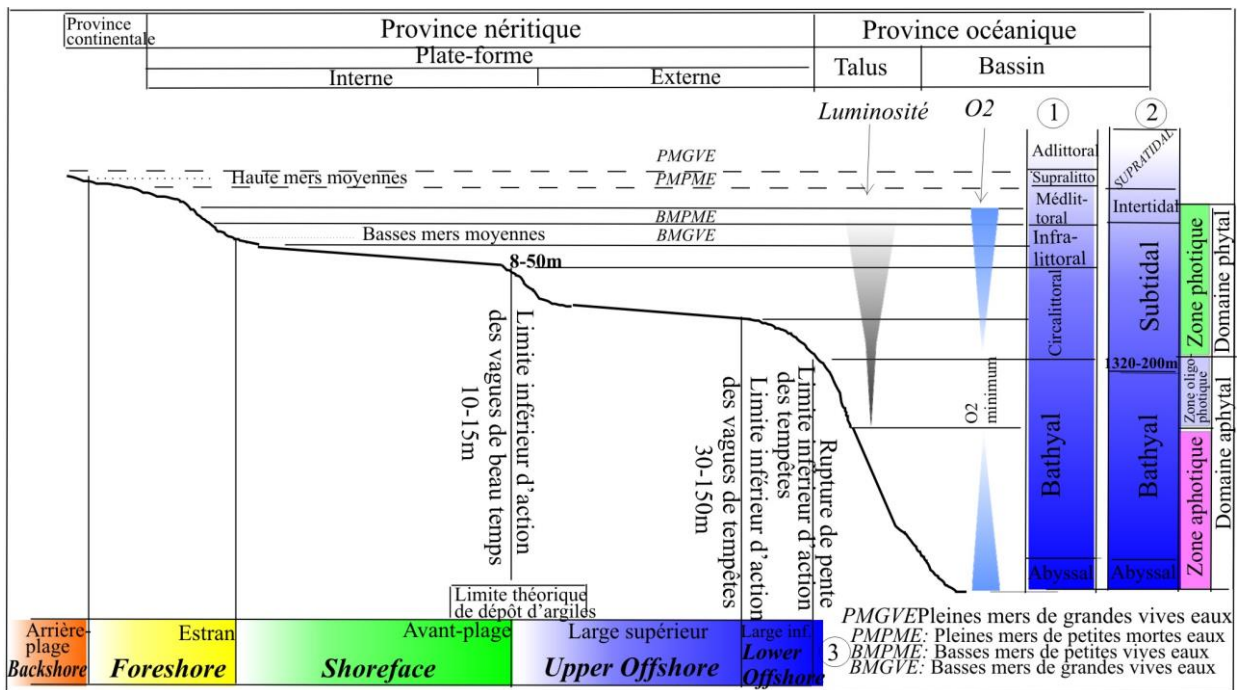 Province
continentale
Province néritique
Province océanique
Plate-forme
Talus
Bassin
Interne
Externe
Luminosité
O2
1
2
PMGVE
Haute mers moyennes
PMPME
BMPME
Basses mers moyennes
BMGVE
8-50m
Adlittoral
Supralitto
Médlit-
toral
Infra-
littoral
Circalittoral
Bathyal
Abyssal
SUPRATIDAL
Intertidal
Subtidal
1320-200m
Bathyal
Abyssal
Zone photique
Zone oligo-
photique
Zone aphotique
Domaine phytal
Domaine aphytal
O2
minimum
Limite inférieur d'action
des vagues de beau temps
10-15m
Limite inférieur d'action
des vagues de tempêtes
30-150m
Rupture de pente
Limite inférieur d'action
des tempêtes
Limite théorique
de dépôt d'argiles
Arrière-
plage
Backshore
Estran
Foreshore
Avant-plage
Shoreface
Large supérieur
Upper Offshore
Large inf.
Lower
Offshore
3
PMGVE Pleines mers de grandes vives eaux
PMPME: Pleines mers de petites mortes eaux
BMPME: Basses mers de petites vives eaux
BMGVE: Basses mers de grandes vives eaux